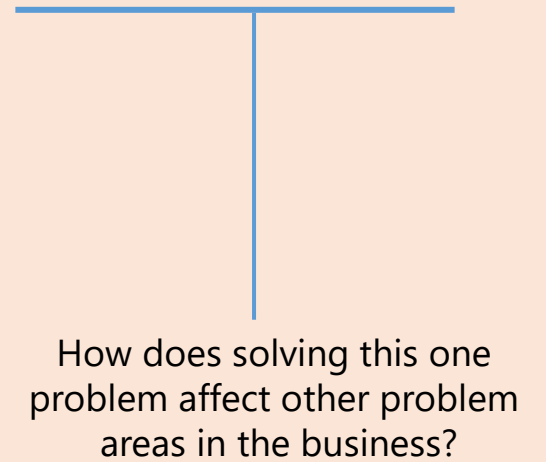 How does solving this one
problem affect other problem
areas in the business?